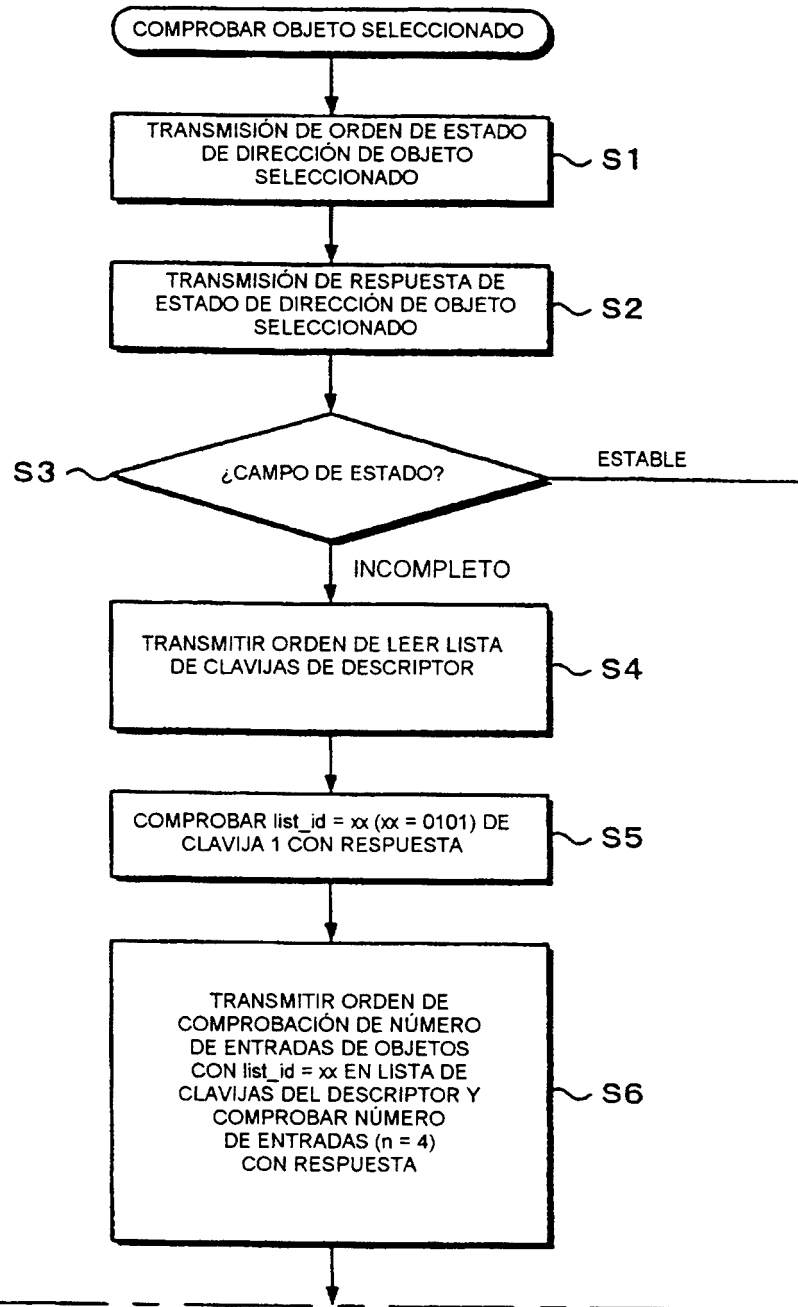 COMPROBAR OBJETO SELECCIONADO
TRANSMISIÓN DE ORDEN DE ESTADO
DE DIRECCIÓN DE OBJETO
SELECCIONADO
S1
TRANSMISIÓN DE RESPUESTA DE
ESTADO DE DIRECCIÓN DE OBJETO
SELECCIONADO
S2
S3
¿CAMPO DE ESTADO?
ESTABLE
INCOMPLETO
TRANSMITIR ORDEN DE LEER LISTA
DE CLAVIJAS DE DESCRIPTOR
S4
COMPROBAR list_id = xx (xx = 0101) DE
CLAVIJA 1 CON RESPUESTA
S5
TRANSMITIR ORDEN DE
COMPROBACIÓN DE NÚMERO
DE ENTRADAS DE OBJETOS
CON list_id = xx EN LISTA DE
CLAVIJAS DEL DESCRIPTOR Y
COMPROBAR NÚMERO
DE ENTRADAS (n = 4)
CON RESPUESTA
S6